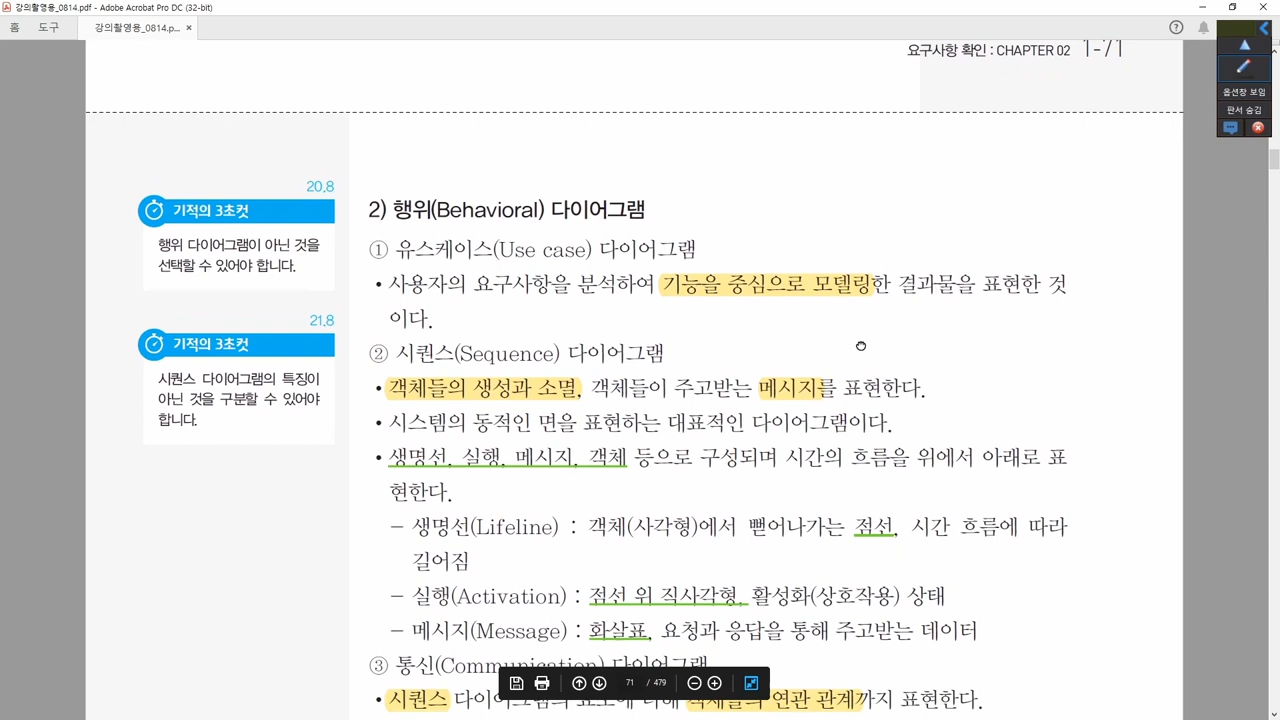 강의촬영용_0814.pdf - Adobe Acrobat Pro DC (32-bit)
홈 도구 강의촬영용_0814.p... ×
요구사항 확인 : CHAPTER 02 1-71
옵션창 보임
판서 숨김
20.8
기적의 3초컷
행위 다이어그램이 아닌 것을
선택할 수 있어야 합니다.
21.8
기적의 3초컷
시퀀스 다이어그램의 특징이
아닌 것을 구분할 수 있어야
합니다.
2) 행위(Behavioral) 다이어그램
① 유스케이스(Use case) 다이어그램
• 사용자의 요구사항을 분석하여 기능을 중심으로 모델링한 결과물을 표현한 것
이다.
② 시퀀스(Sequence) 다이어그램
• 객체들의 생성과 소멸, 객체들이 주고받는 메시지를 표현한다.
• 시스템의 동적인 면을 표현하는 대표적인 다이어그램이다.
• 생명선, 실행, 메시지, 객체 등으로 구성되며 시간의 흐름을 위에서 아래로 표
현한다.
– 생명선(Lifeline) : 객체(사각형)에서 뻗어나가는 점선, 시간 흐름에 따라
길어짐
– 실행(Activation) : 점선 위 직사각형, 활성화(상호작용) 상태
– 메시지(Message) : 화살표, 요청과 응답을 통해 주고받는 데이터
③ 통신(Communication) 다이어그램
• 시퀀스 다이어그램의 요소에 더해 객체들의 연관 관계까지 표현한다.
71 / 479